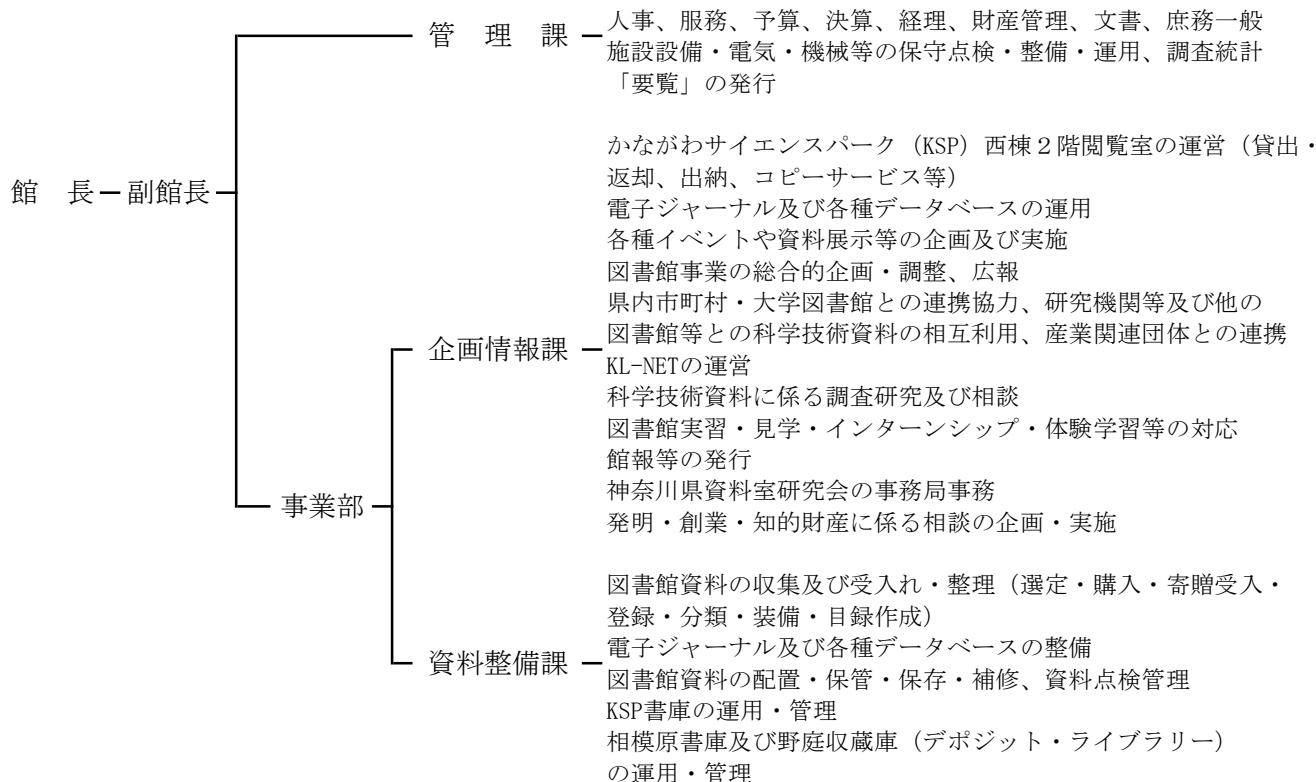 館　長
副館長
管　理　課
人事、服務、予算、決算、経理、財産管理、文書、庶務一般
施設設備・電気・機械等の保守点検・整備・運用、調査統計
「要覧」の発行
事業部
企画情報課
かながわサイエンスパーク（KSP）西棟２階閲覧室の運営（貸出・
返却、出納、コピーサービス等）
電子ジャーナル及び各種データベースの運用
各種イベントや資料展示等の企画及び実施
図書館事業の総合的企画・調整、広報
県内市町村・大学図書館との連携協力、研究機関等及び他の
図書館等との科学技術資料の相互利用、産業関連団体との連携
KL-NETの運営
科学技術資料に係る調査研究及び相談
図書館実習・見学・インターンシップ・体験学習等の対応
館報等の発行
神奈川県資料室研究会の事務局事務
発明・創業・知的財産に係る相談の企画・実施
資料整備課
図書館資料の収集及び受入れ・整理（選定・購入・寄贈受入・
登録・分類・装備・目録作成）
電子ジャーナル及び各種データベースの整備
図書館資料の配置・保管・保存・補修、資料点検管理
KSP書庫の運用・管理
相模原書庫及び野庭収蔵庫（デポジット・ライブラリー）
の運用・管理